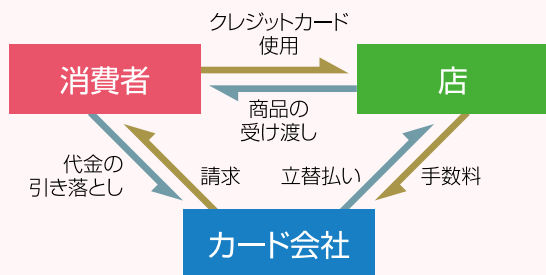 クレジットカード
使用
消費者
店
商品の
受け渡し
代金の
引き落とし
請求
立替払い
手数料
カード会社